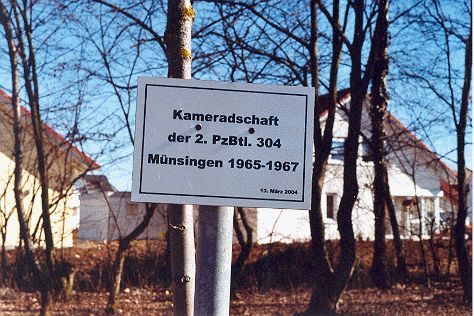 Kameradschaft
der 2. PzBtl. 304
Münsingen 1965-1967
13. März 2004